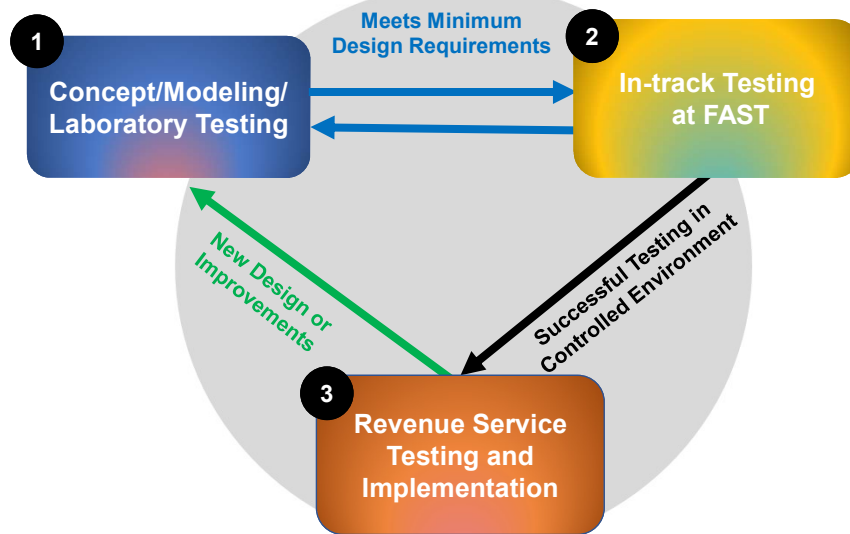 Meets Minimum
Design Requirements
1
Concept/Modeling/
Laboratory Testing
2
In-track Testing
at FAST
New Design or
Improvements
Successful Testing in
Controlled Environment
3
Revenue Service
Testing and
Implementation